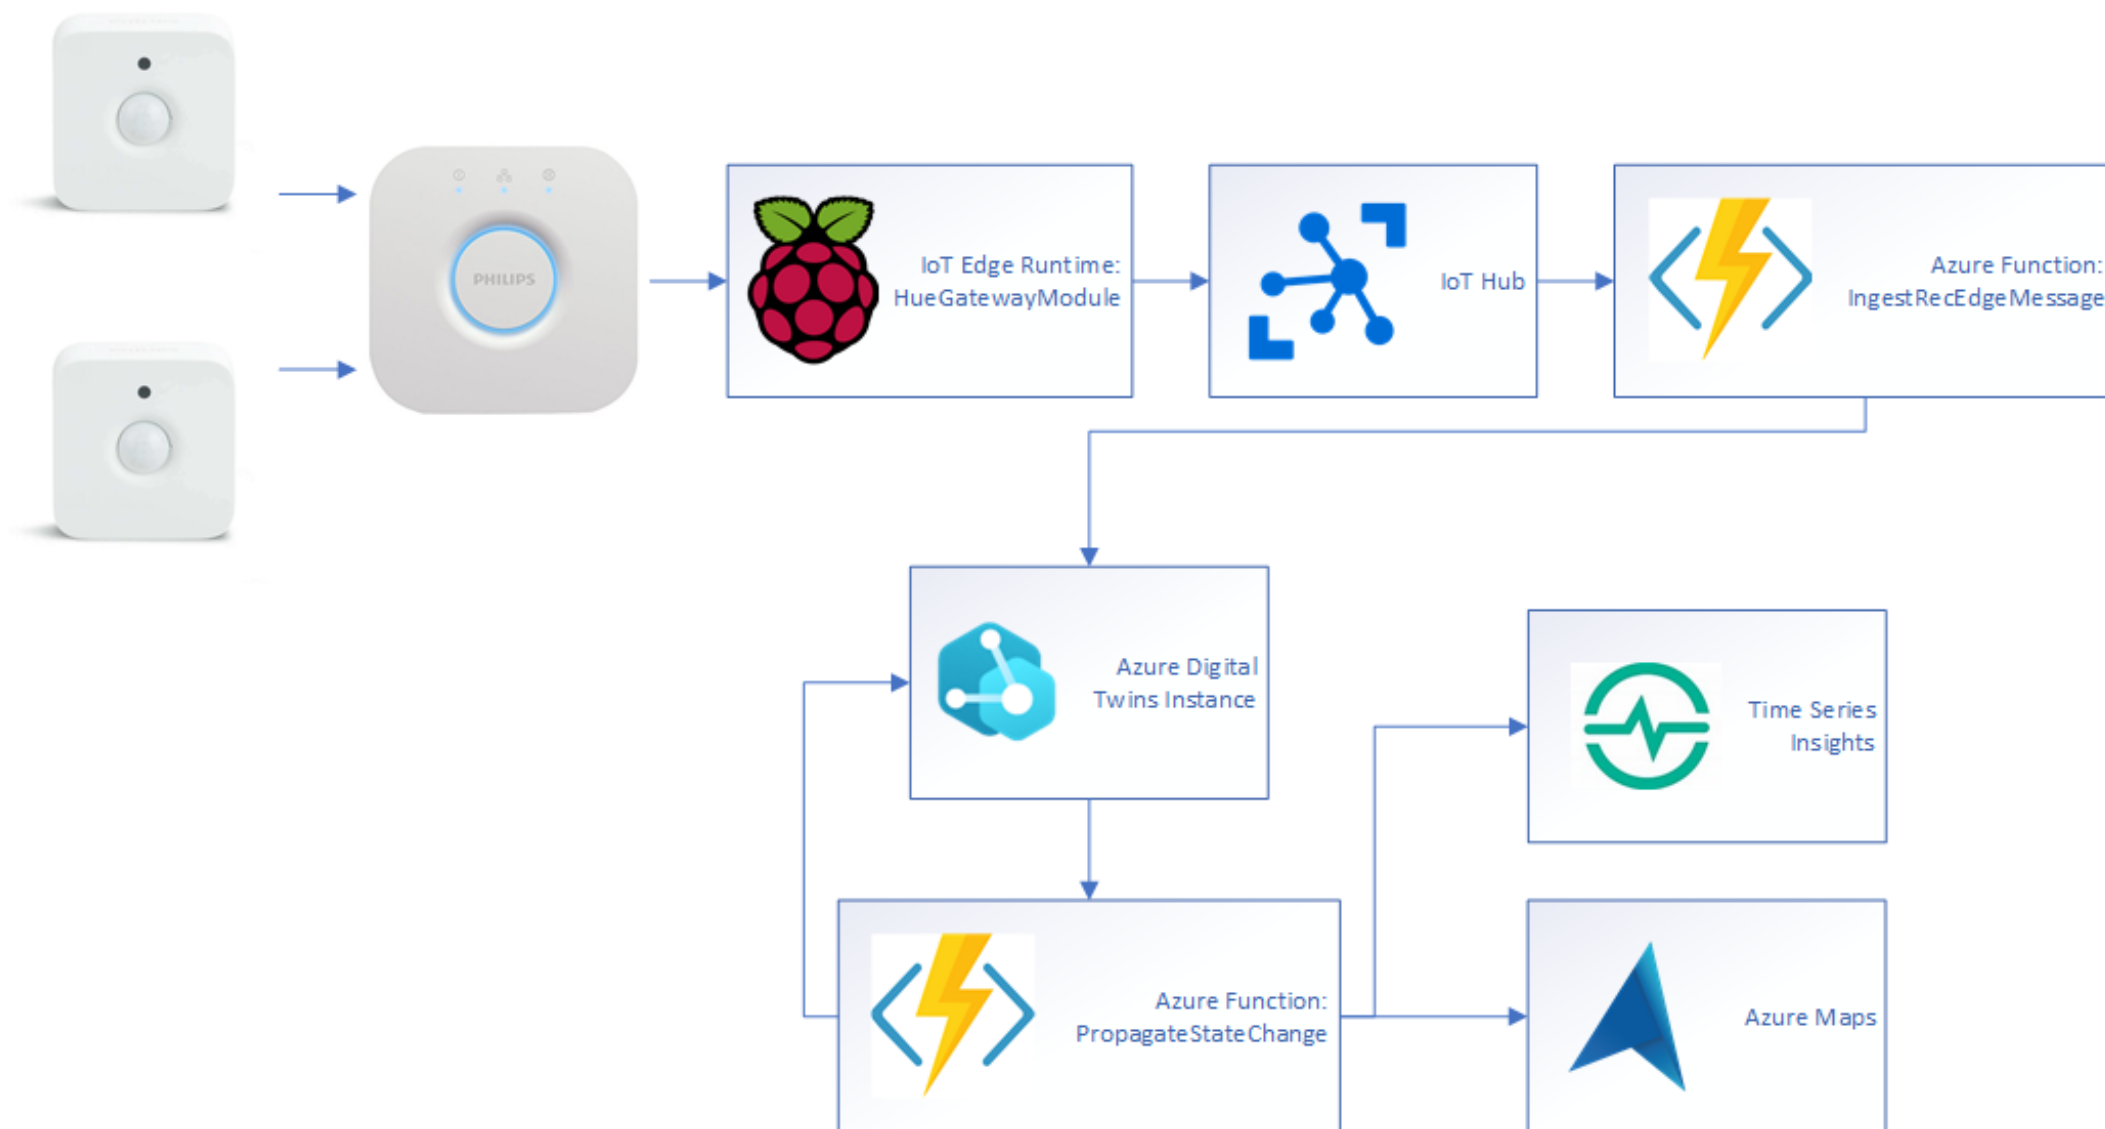 PHILIPS
IoT Edge Runtime:
HueGatewayModule
IoT Hub
Azure Function:
IngestRecEdgeMessage
Azure Digital
Twins Instance
Time Series
Insights
Azure Function:
PropagateStateChange
Azure Maps